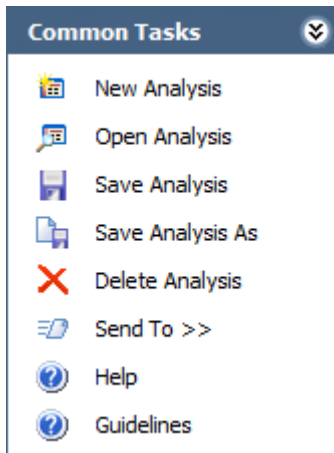 Common Tasks
New Analysis
Open Analysis
Save Analysis
Save Analysis As
Delete Analysis
Send To >>
Help
Guidelines